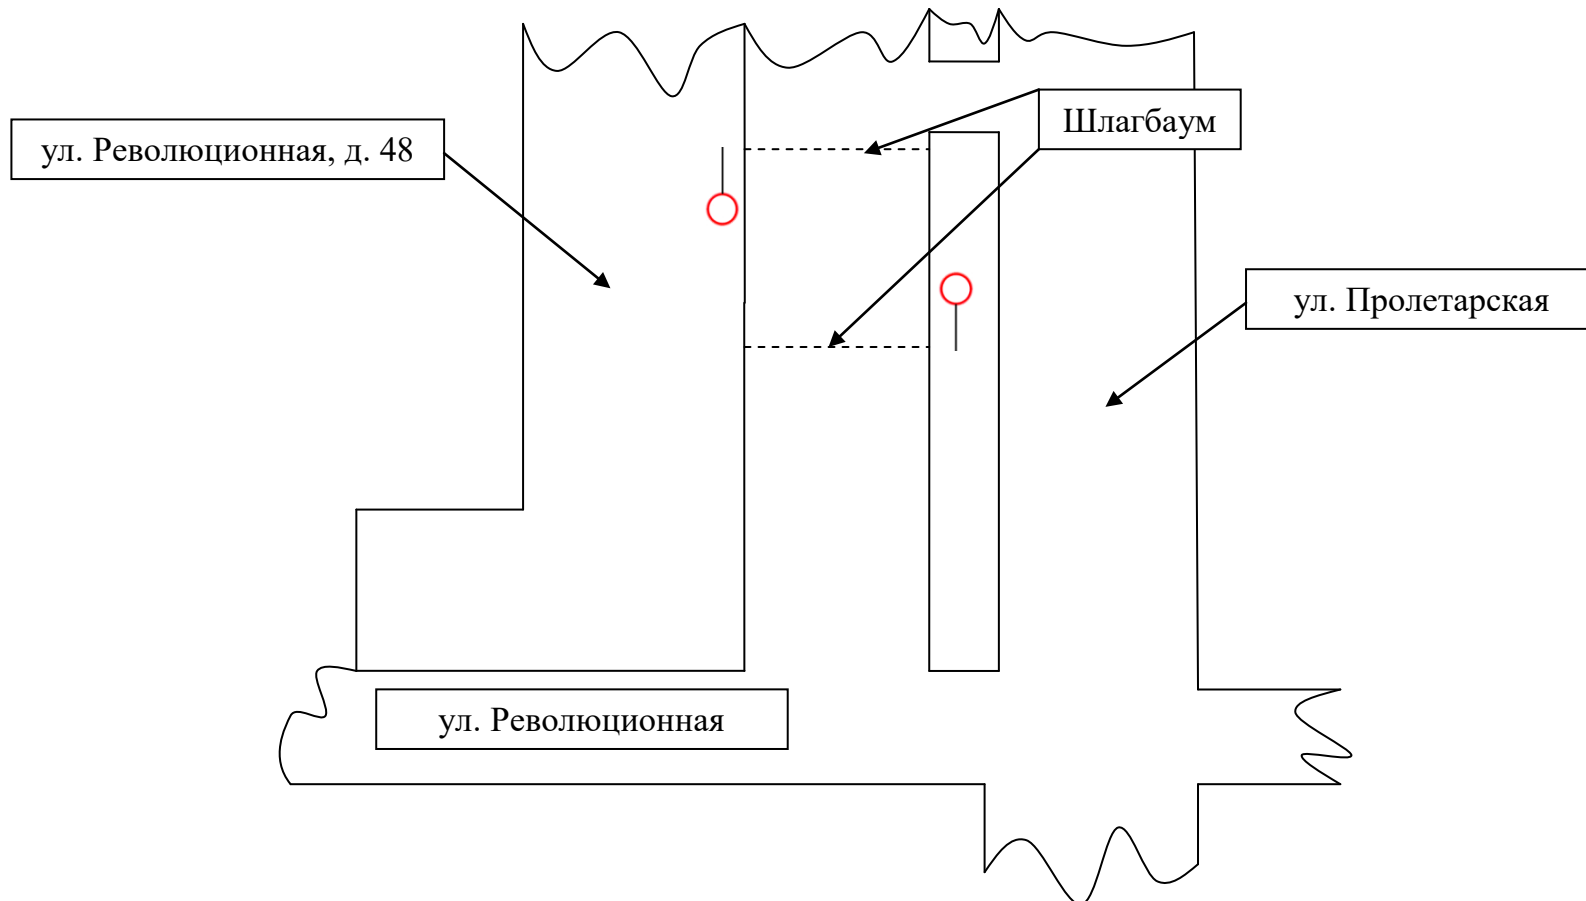 Шлагбаум
ул. Революционная, д. 48
ул. Пролетарская
ул. Революционная